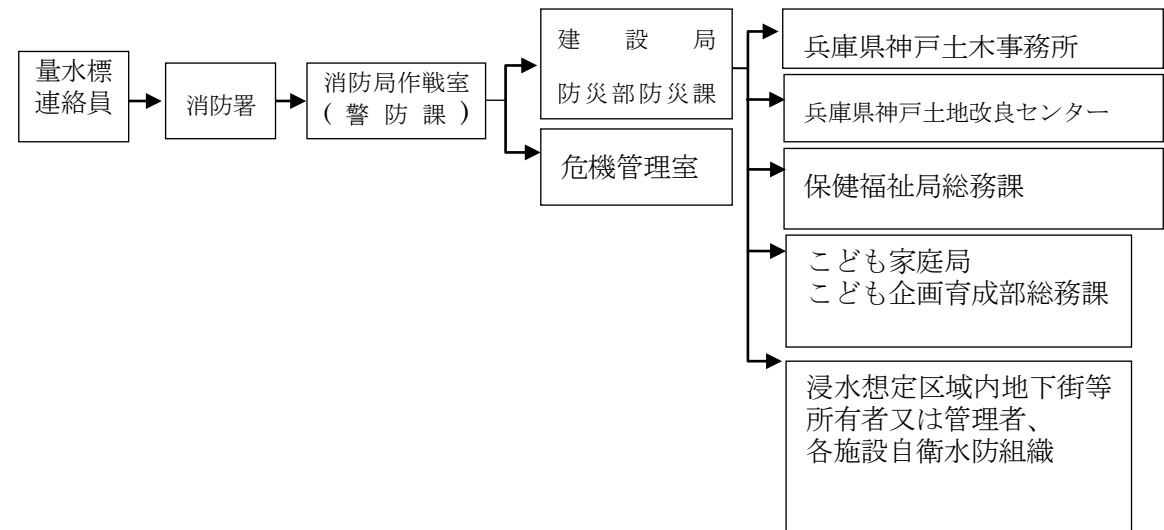 量水標
連絡員
消防署
消防局作戦室
(警防課)
建設局
防災部防災課
危機管理室
兵庫県神戸土木事務所
兵庫県神戸土地改良センター
保健福祉局総務課
こども家庭局
こども企画育成部総務課
浸水想定区域内地下街等
所有者又は管理者、
各施設自衛水防組織